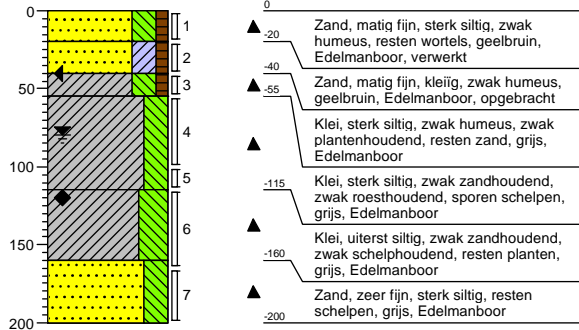 0
50
100
150
200
1
2
3
4
5
6
7
0
Zand, matig fijn, sterk siltig, zwak
humeus, resten wortels, geelbruin,
Edelmanboor, verwerkt
-20
Zand, matig fijn, kleiïg, zwak humeus,
geelbruin, Edelmanboor, opgebracht
-40
Klei, sterk siltig, zwak humeus, zwak
plantenhoudend, resten zand, grijs,
Edelmanboor
-55
Klei, sterk siltig, zwak zandhoudend,
zwak roesthoudend, sporen schelpen,
grijs, Edelmanboor
-115
Klei, uiterst siltig, zwak zandhoudend,
zwak schelphoudend, resten planten,
grijs, Edelmanboor
-160
Zand, zeer fijn, sterk siltig, resten
schelpen, grijs, Edelmanboor
-200